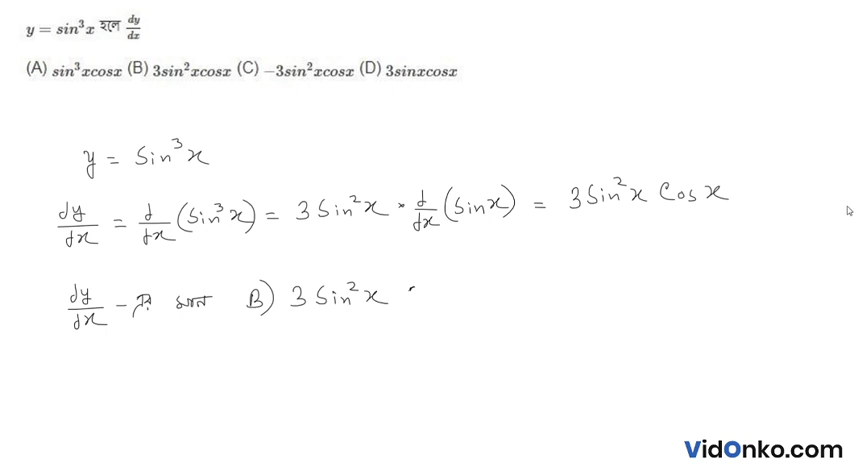 y = sin³x হলে dy/dx
(A) sin³xcosx (B) 3sin²xcosx (C) −3sin²xcosx (D) 3sinxcosx
y = Sin³x
dy/dx = d/dx (Sin³x) = 3 Sin²x · d/dx (Sinx) = 3 Sin²x Cosx
dy/dx - এর মান B) 3 Sin²x
VidOnko.com